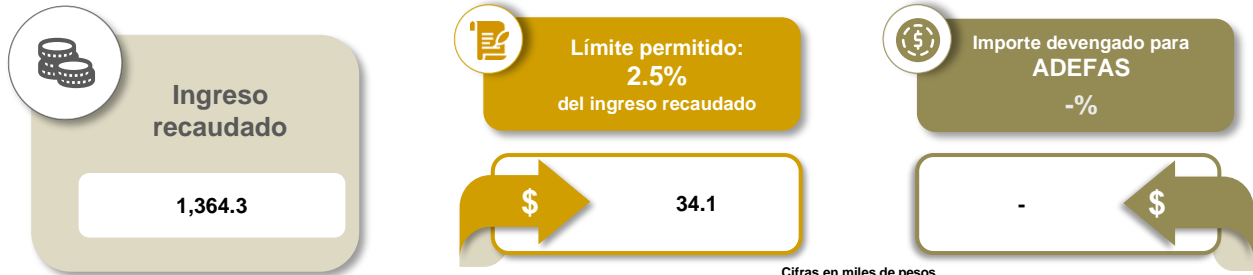 Ingreso
recaudado
1,364.3
Límite permitido:
2.5%
del ingreso recaudado
$
34.1
Importe devengado para
ADEFAS
-%
-
$
Cifras en miles de pesos